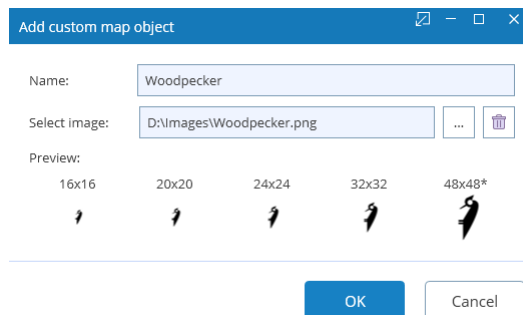 Add custom map object
Name: Woodpecker
Select image: D:\Images\Woodpecker.png ...
Preview:
16x16 20x20 24x24 32x32 48x48*
OK Cancel